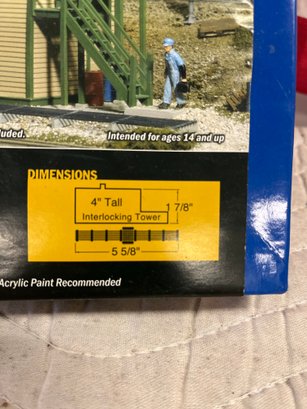 luded.
Intended for ages 14 and up
DIMENSIONS
4" Tall
1 7/8"
Interlocking Tower
5 5/8"
Acrylic Paint Recommended